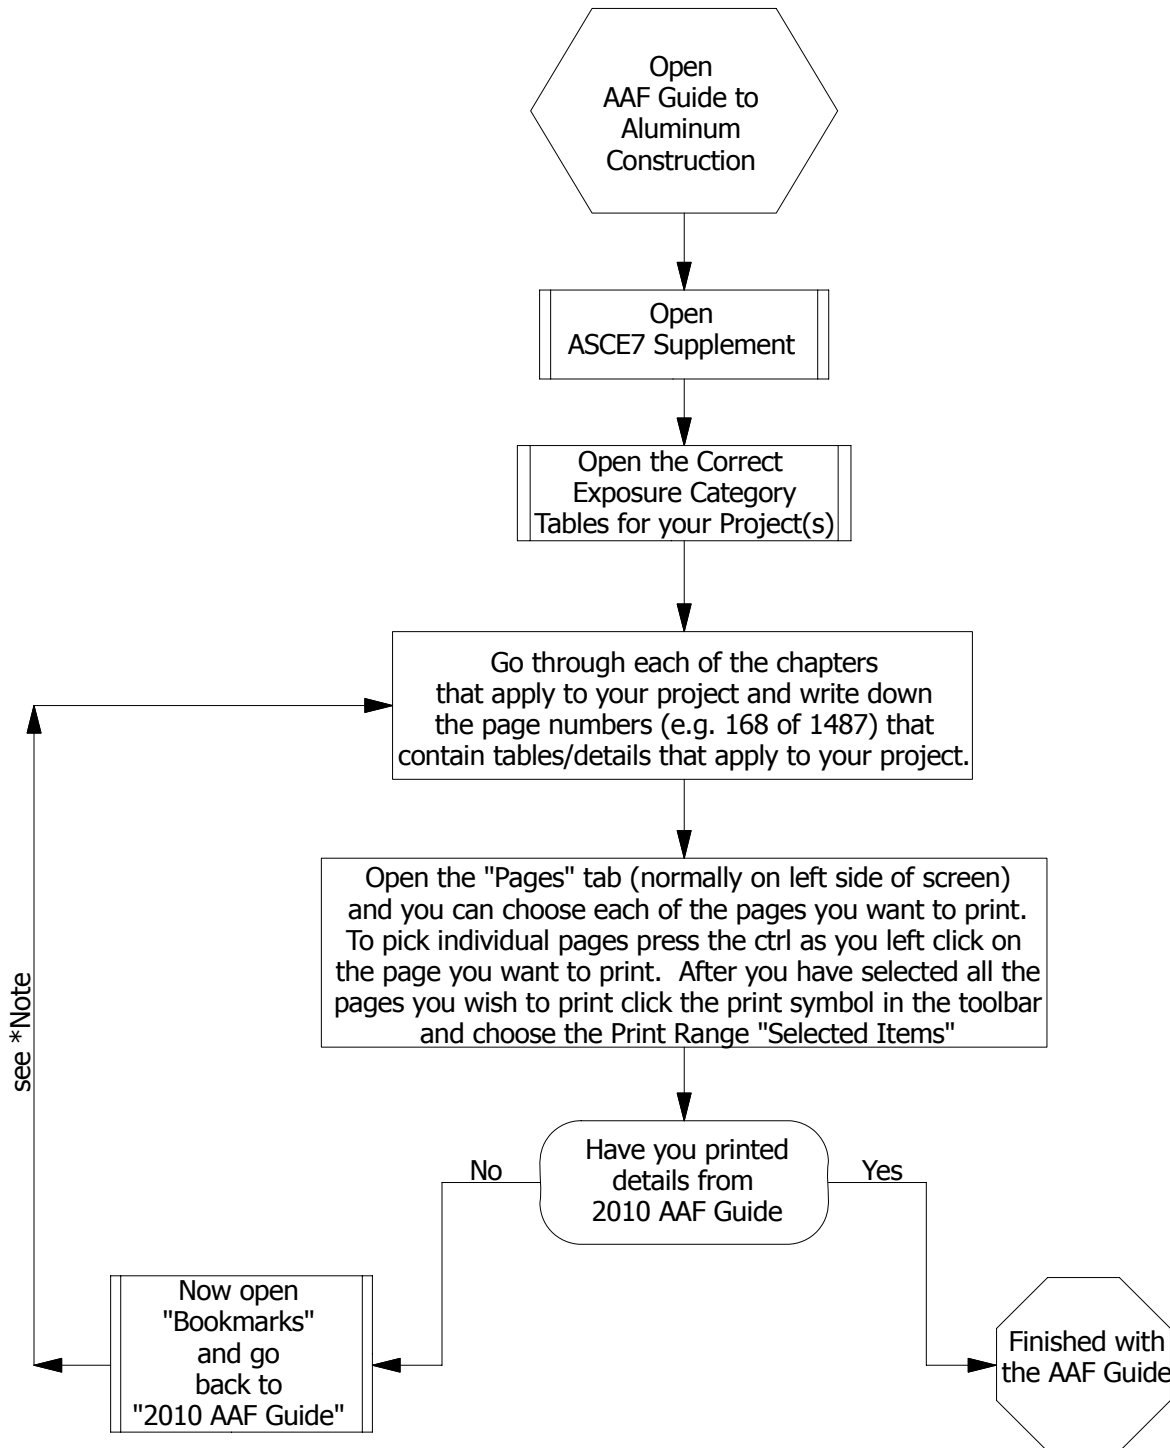 Open
AAF Guide to
Aluminum
Construction
Open
ASCE7 Supplement
Open the Correct
Exposure Category
Tables for your Project(s)
Go through each of the chapters
that apply to your project and write down
the page numbers (e.g. 168 of 1487) that
contain tables/details that apply to your project.
Open the "Pages" tab (normally on left side of screen)
and you can choose each of the pages you want to print.
To pick individual pages press the ctrl as you left click on
the page you want to print.  After you have selected all the
pages you wish to print click the print symbol in the toolbar
and choose the Print Range "Selected Items"
see *Note
Have you printed
details from
2010 AAF Guide
No
Yes
Now open
"Bookmarks"
and go
back to
"2010 AAF Guide"
Finished with
the AAF Guide